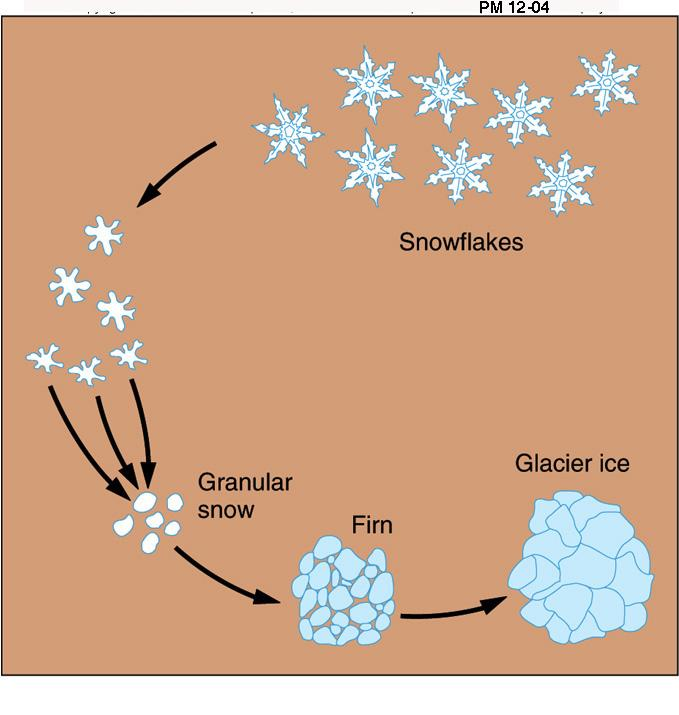 PM 12-04
Snowflakes
Granular
snow
Firn
Glacier ice